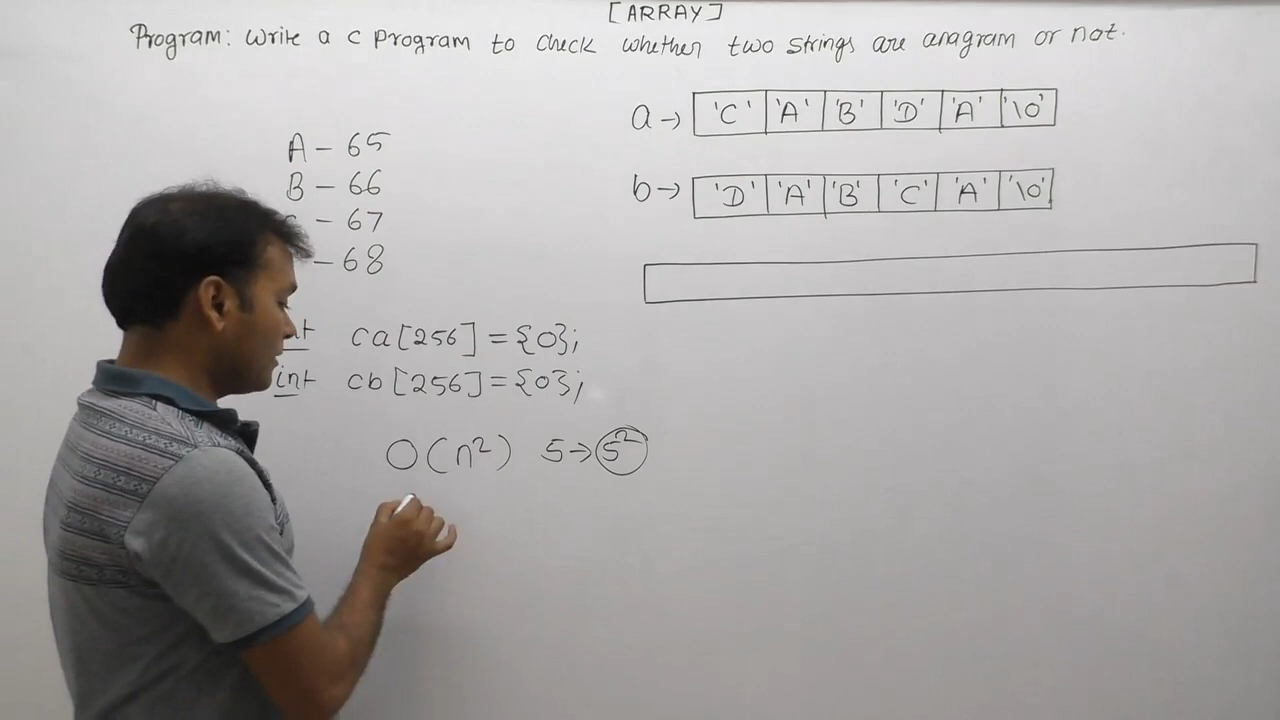 [ARRAY]
Program: Write a c program to check whether two strings are anagram or not.
a→ 'C' 'A' 'B' 'D' 'A' '\0'
b→ 'D' 'A' 'B' 'C' 'A' '\0'
A - 65
B - 66
- 67
- 68
ca[256] = {0};
int cb[256] = {0};
O(n²) 5→5²